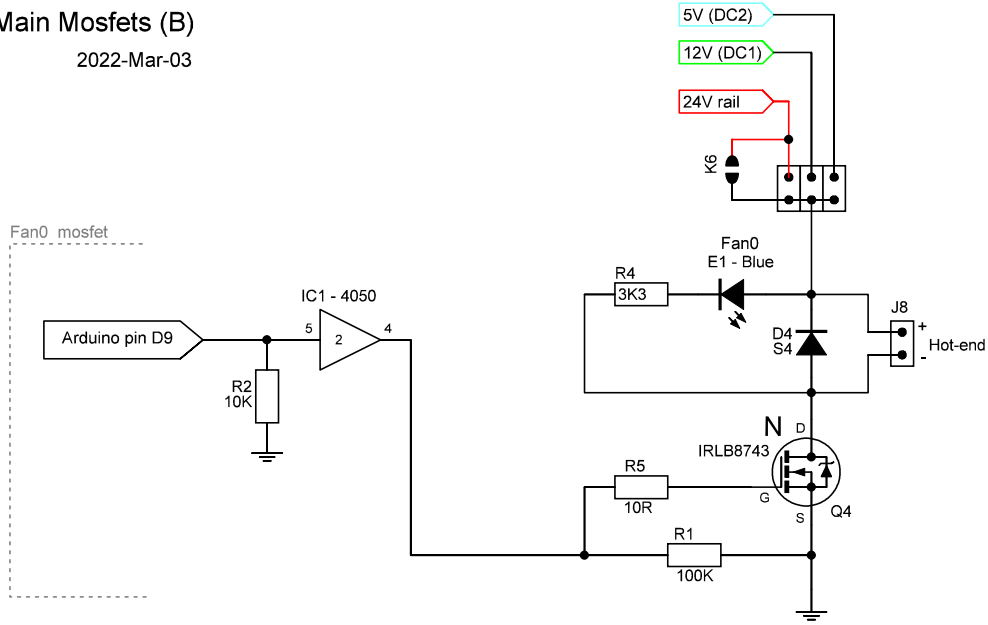 Main Mosfets (B)
2022-Mar-03
5V (DC2)
12V (DC1)
24V rail
K6
Fan0 mosfet
Fan0
E1 - Blue
R4
3K3
IC1 - 4050
Arduino pin D9
5
2
4
R2
10K
D4
S4
J8
+
-
Hot-end
N
D
IRLB8743
G
S
Q4
R5
10R
R1
100K